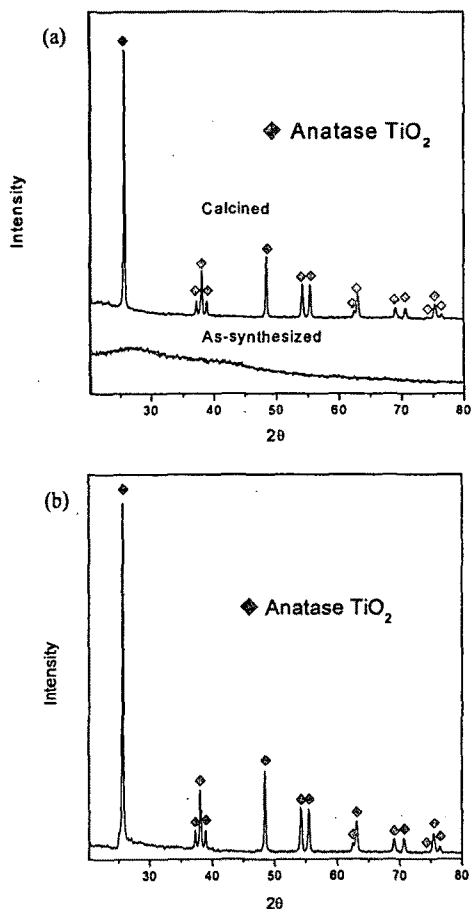 (a)
Anatase TiO₂
Calcined
As-synthesized
Intensity
30 40 50 60 70 80
2θ
(b)
Anatase TiO₂
Intensity
30 40 50 60 70 80
2θ